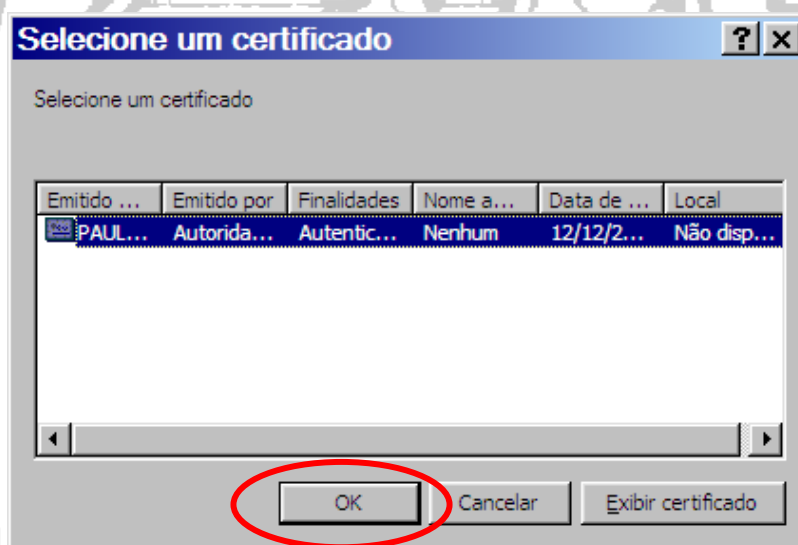 Selecione um certificado
Selecione um certificado
Emitido ... Emitido por Finalidades Nome a... Data de ... Local
PAUL... Autorida... Autentic... Nenhum 12/12/2... Não disp...
OK Cancelar Exibir certificado